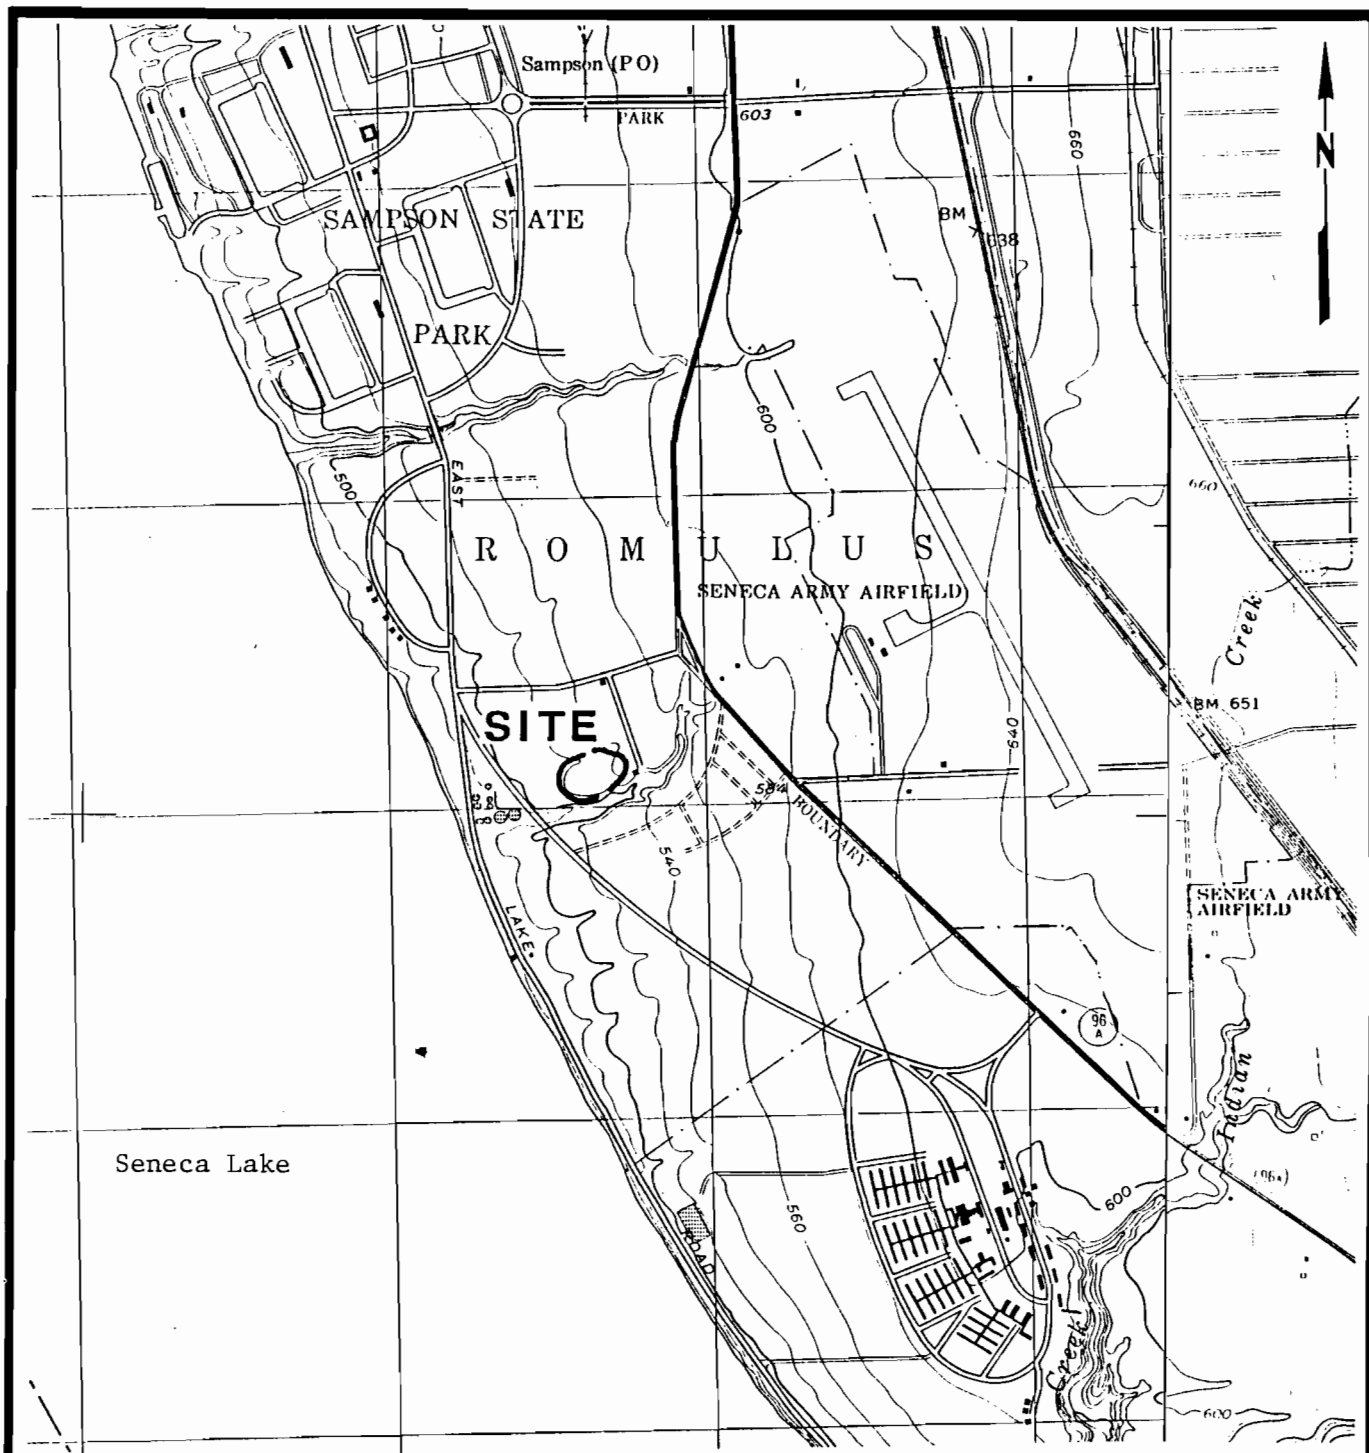 Sampson (PO)
PARK
603
660
N
BM
638
SAMPSON STATE
PARK
600
500
EAST
660
ROMULUS
SENECA ARMY AIRFIELD
Creek
BM 651
640
SITE
584
BOUNDARY
540
SENECA ARMY
AIRFIELD
LAKE
96
A
Indian
Seneca Lake
(96A)
600
560
ROAD
Creek
600